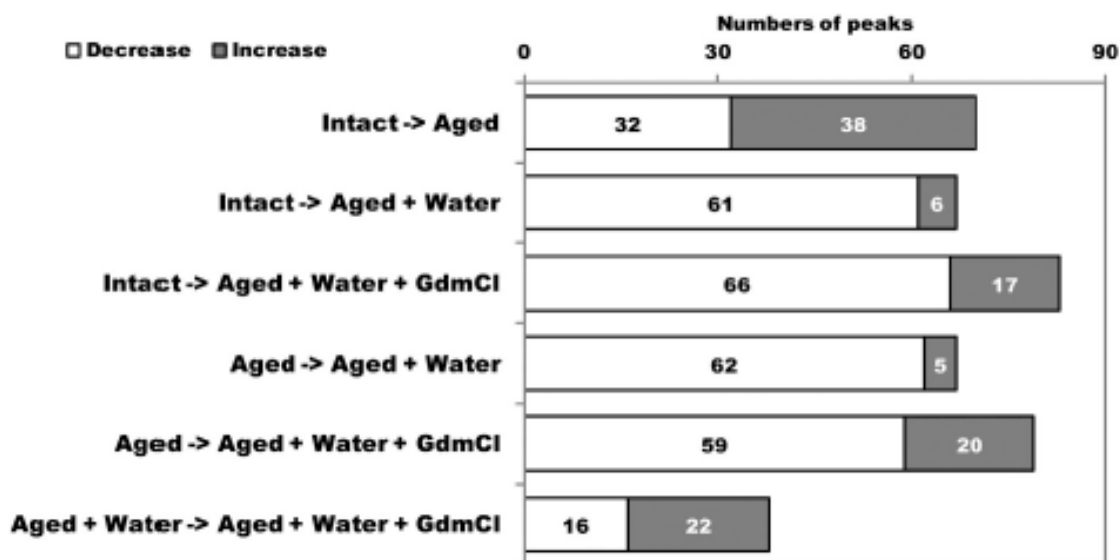 Numbers of peaks
Decrease Increase 0 30 60 90
Intact -> Aged 32 38
Intact -> Aged + Water 61 6
Intact -> Aged + Water + GdmCl 66 17
Aged -> Aged + Water 62 5
Aged -> Aged + Water + GdmCl 59 20
Aged + Water -> Aged + Water + GdmCl 16 22